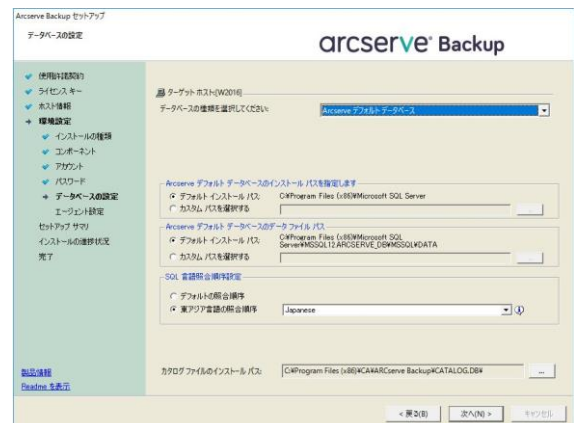 Arcserve Backup セットアップ
データベースの設定
arcserve® Backup
使用許諾契約
ライセンス キー
ホスト情報
環境設定
インストールの種類
コンポーネント
アカウント
パスワード
データベースの設定
エージェント設定
セットアップ サマリ
インストールの進捗状況
完了
製品情報
Readme を表示
ターゲット ホスト[W2016]
データベースの種類を選択してください:
Arcserve デフォルト データベース
Arcserve デフォルト データベースのインストール パスを指定します
デフォルト インストール パス:
C:¥Program Files (x86)¥Microsoft SQL Server
カスタム パスを選択する
...
Arcserve デフォルト データベースのデータ ファイル パス
デフォルト インストール パス:
C:¥Program Files (x86)¥Microsoft SQL
Server¥MSSQL12.ARCSERVE_DB¥MSSQL¥DATA
カスタム パスを選択する
...
SQL 言語照合順序設定
デフォルトの照合順序
東アジア言語の照合順序
Japanese
カタログ ファイルのインストール パス:
C:¥Program Files (x86)¥CA¥ARCserve Backup¥CATALOG.DB¥
...
< 戻る(B)
次へ(N) >
キャンセル